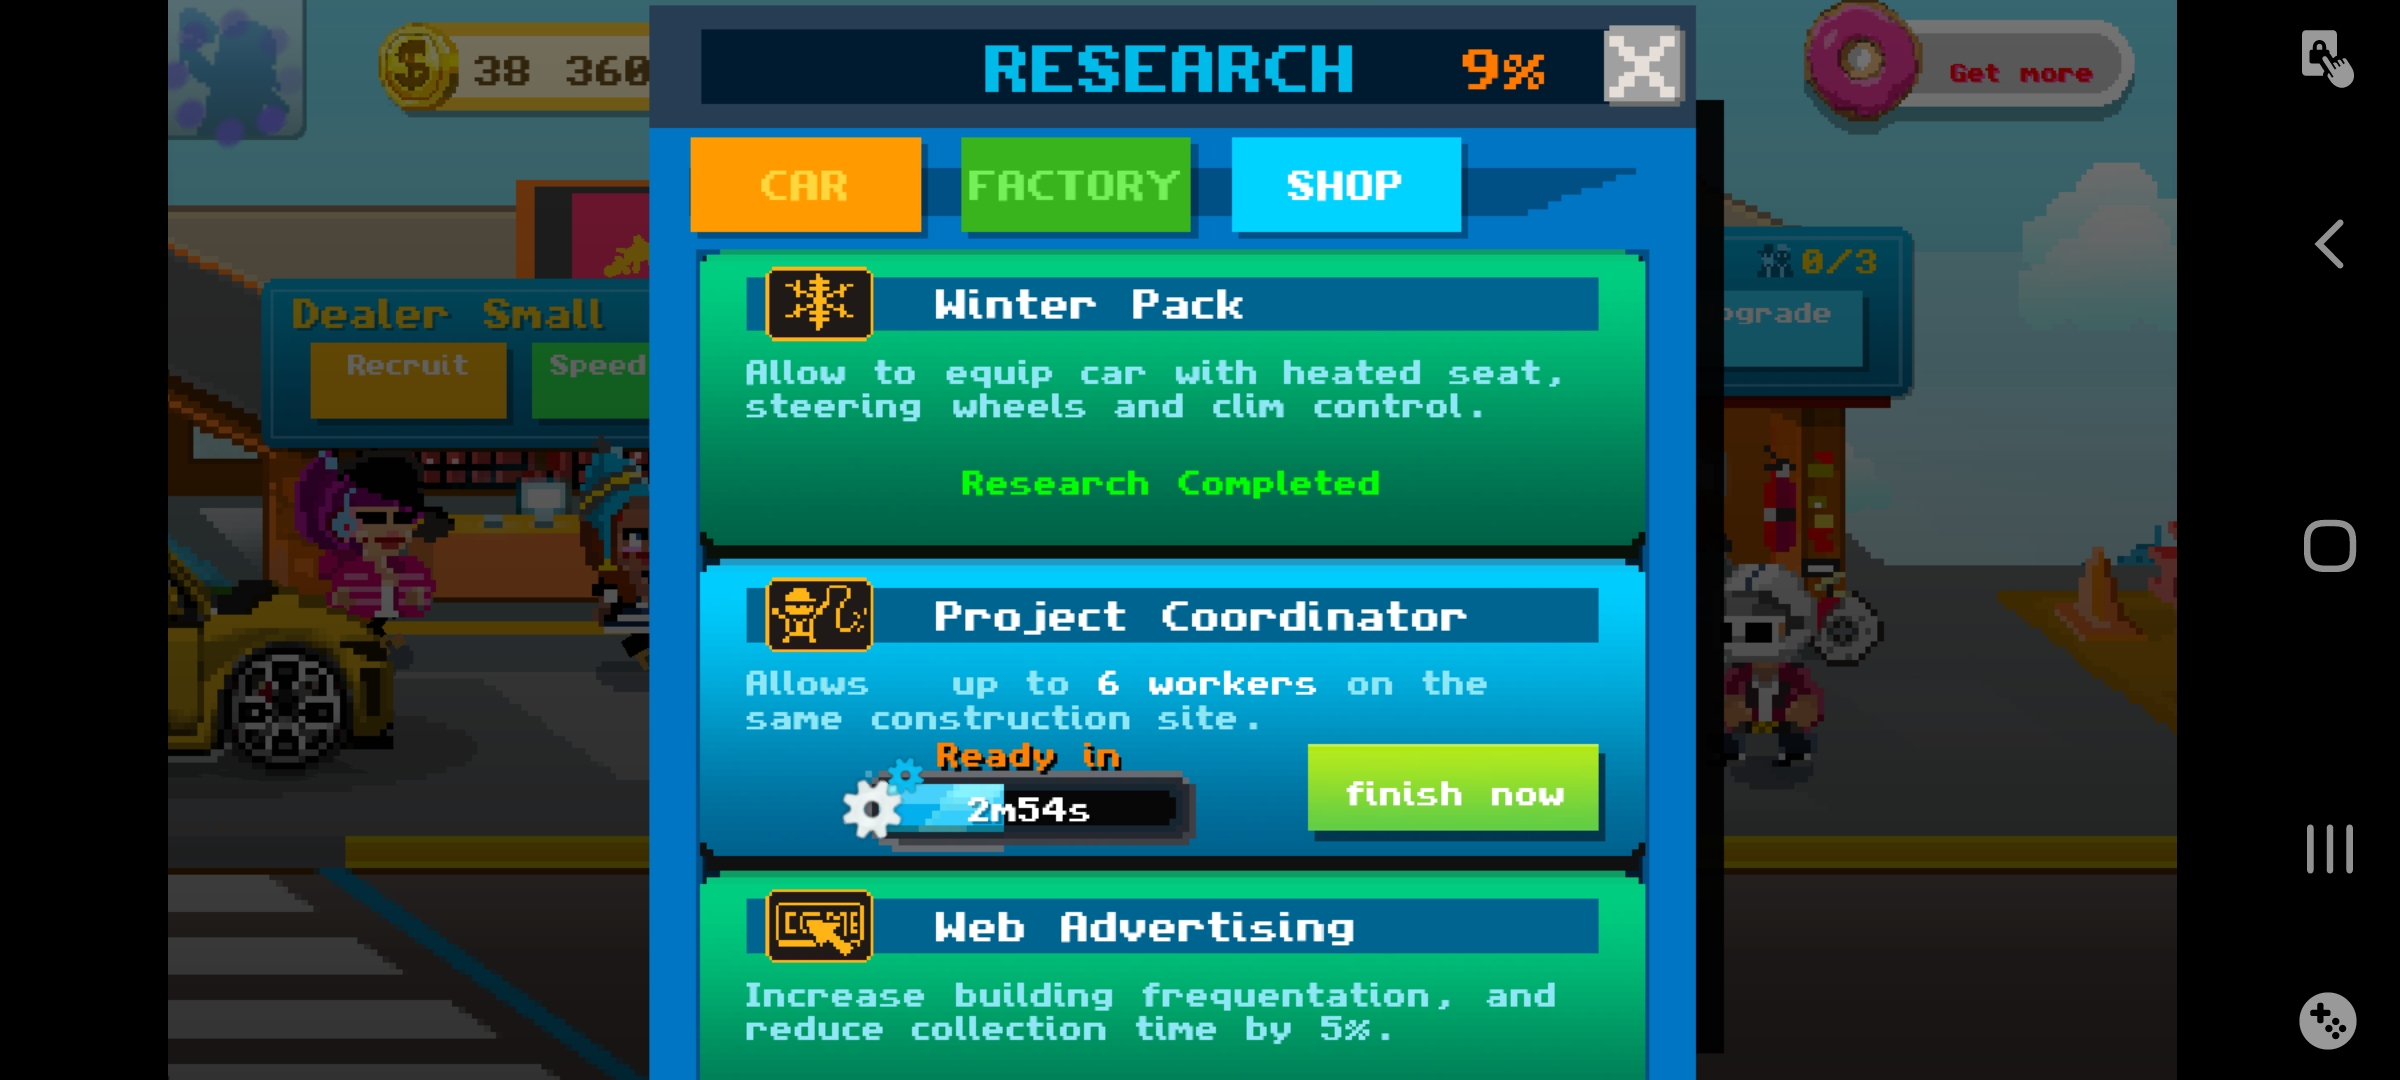 38 360
RESEARCH 9%
Get more
CAR FACTORY SHOP
0/3
Dealer Small
Recruit Speed
Winter Pack
Allow to equip car with heated seat,
steering wheels and clim control.
Research Completed
Project Coordinator
Allows up to 6 workers on the
same construction site.
Ready in
2m54s
finish now
Web Advertising
Increase building frequentation, and
reduce collection time by 5%.